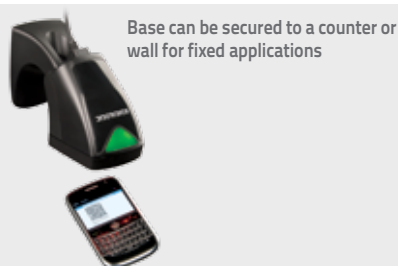 Base can be secured to a counter or
wall for fixed applications